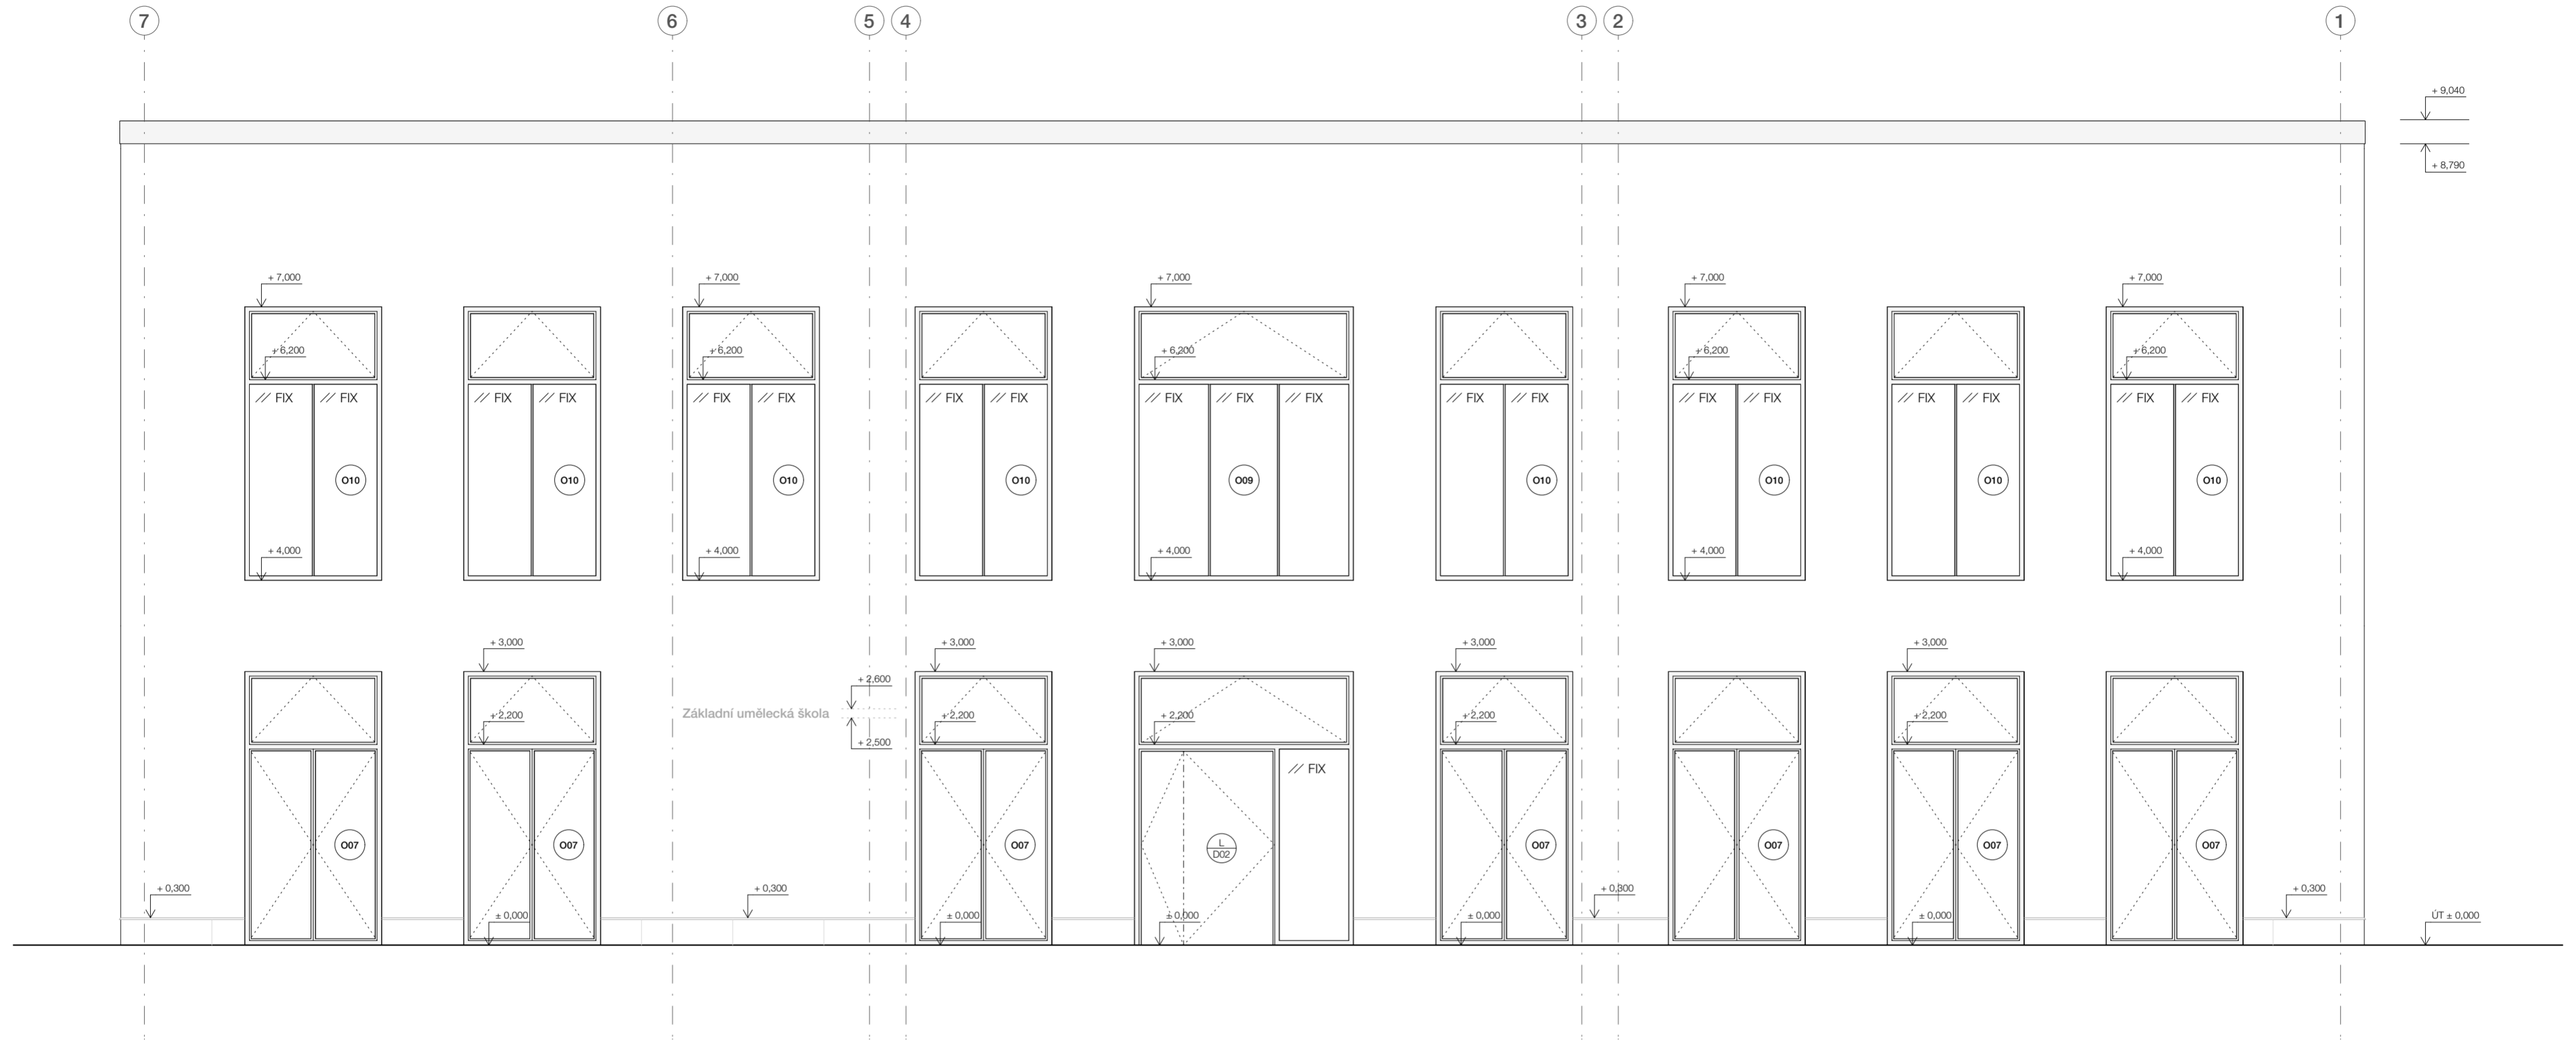 7 6 5 4 3 2 1
+ 9,040
+ 8,790
+ 7,000 + 7,000 + 7,000 + 7,000 + 7,000
+ 6,200 + 6,200 + 6,200 + 6,200 + 6,200
// FIX // FIX // FIX // FIX // FIX // FIX // FIX // FIX // FIX // FIX // FIX // FIX // FIX // FIX // FIX // FIX // FIX // FIX // FIX
O10 O10 O10 O10 O09 O10 O10 O10 O10
+ 4,000 + 4,000 + 4,000 + 4,000 + 4,000
+ 3,000 + 3,000 + 3,000 + 3,000 + 3,000
+ 2,600
Základní umělecká škola
+ 2,200 + 2,200 + 2,200 + 2,200 + 2,200
+ 2,500
// FIX
O07 O07 O07 L O07 O07 O07 O07
D02
+ 0,300 + 0,300 + 0,300 + 0,300
± 0,000 ± 0,000 ± 0,000 ± 0,000 ± 0,000 ÚT ± 0,000